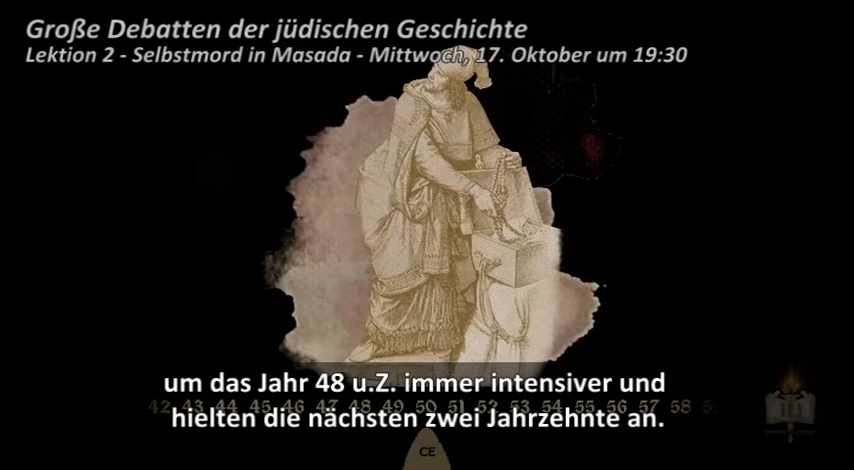 Große Debatten der jüdischen Geschichte
Lektion 2 - Selbstmord in Masada - Mittwoch, 17. Oktober um 19:30
um das Jahr 48 u.Z. immer intensiver und
42 43 44 45 46 47 48 49 50 51 52 53 54 55 56 57 58
hielten die nächsten zwei Jahrzehnte an.
CE